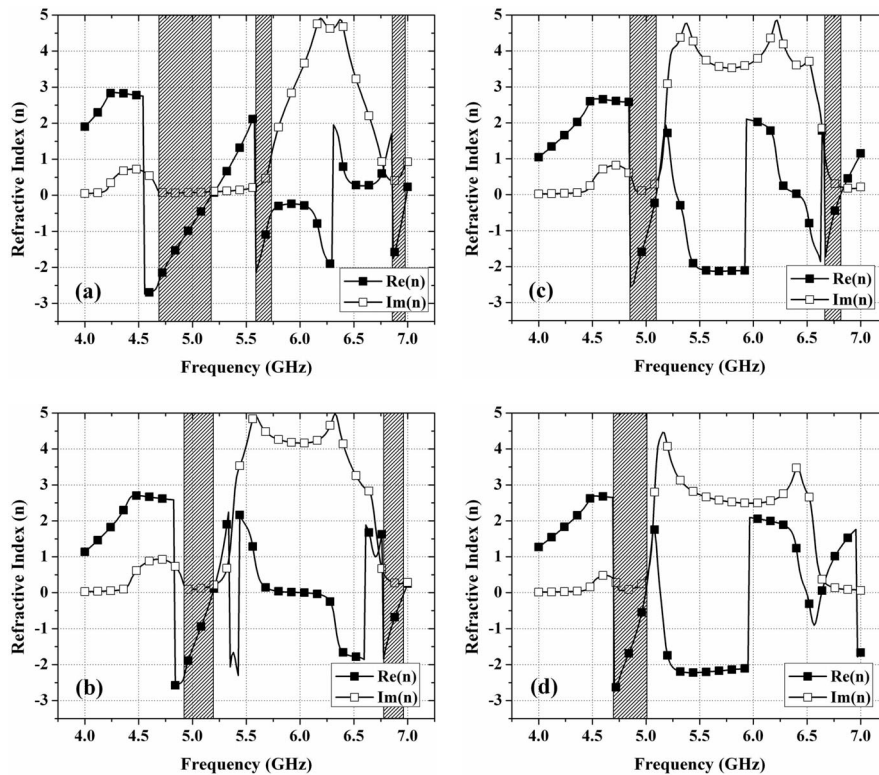 5
4
3
2
1
0
-1
-2
-3
Refractive Index (n)
(a)
Re(n)
Im(n)
4.0 4.5 5.0 5.5 6.0 6.5 7.0
Frequency (GHz)
5
4
3
2
1
0
-1
-2
-3
Refractive Index (n)
(c)
Re(n)
Im(n)
4.0 4.5 5.0 5.5 6.0 6.5 7.0
Frequency (GHz)
5
4
3
2
1
0
-1
-2
-3
Refractive Index (n)
(b)
Re(n)
Im(n)
4.0 4.5 5.0 5.5 6.0 6.5 7.0
Frequency (GHz)
5
4
3
2
1
0
-1
-2
-3
Refractive Index (n)
(d)
Re(n)
Im(n)
4.0 4.5 5.0 5.5 6.0 6.5 7.0
Frequency (GHz)